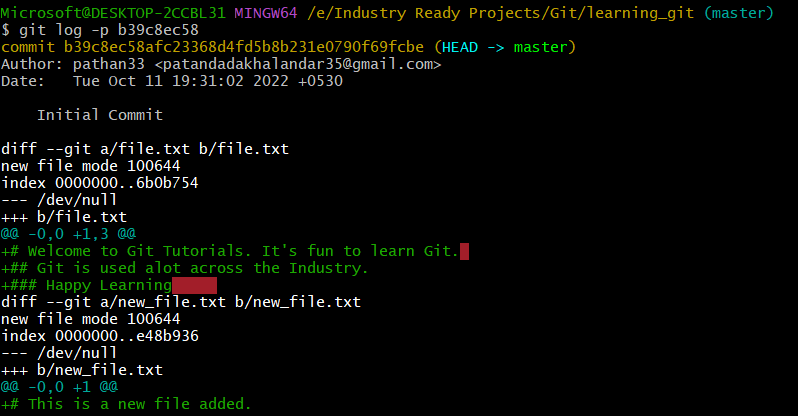 Microsoft@DESKTOP-2CCBL31 MINGW64 /e/Industry Ready Projects/Git/learning_git (master)
$ git log -p b39c8ec58
commit b39c8ec58afc23368d4fd5b8b231e0790f69fcbe (HEAD -> master)
Author: pathan33 <patandadakhalandar35@gmail.com>
Date:   Tue Oct 11 19:31:02 2022 +0530
    Initial Commit
diff --git a/file.txt b/file.txt
new file mode 100644
index 0000000..6b0b754
--- /dev/null
+++ b/file.txt
@@ -0,0 +1,3 @@
+# Welcome to Git Tutorials. It's fun to learn Git.
+## Git is used alot across the Industry.
+### Happy Learning
diff --git a/new_file.txt b/new_file.txt
new file mode 100644
index 0000000..e48b936
--- /dev/null
+++ b/new_file.txt
@@ -0,0 +1 @@
+# This is a new file added.